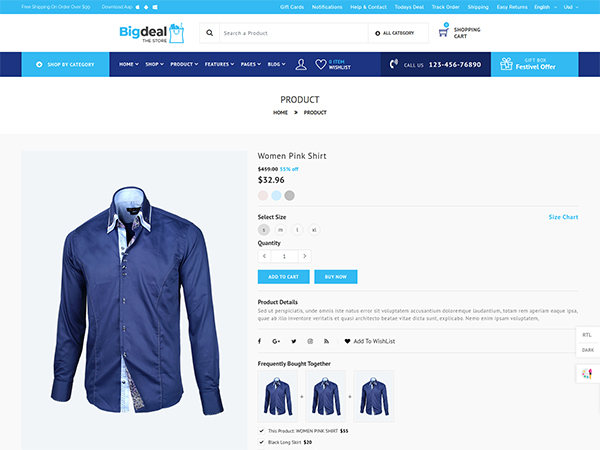 Free Shipping On Order Over $99 Download App Gift Cards Notifications Help & Contact Todays Deal Track Order Shipping Easy Returns English Usd
Bigdeal
THE STORE
Search a Product
ALL CATEGORY
0
SHOPPING
CART
SHOP BY CATEGORY
HOME SHOP PRODUCT FEATURES PAGES BLOG
0 ITEM
WISHLIST
CALL US 123-456-76890
GIFT BOX
Festivel Offer
PRODUCT
HOME » PRODUCT
Women Pink Shirt
$459.00 55% off
$32.96
Select Size Size Chart
s m l xl
Quantity
< 1 >
ADD TO CART BUY NOW
Product Details
Sed ut perspiciatis, unde omnis iste natus error sit voluptatem accusantium doloremque laudantium, totam rem aperiam eaque ipsa,
quae ab illo inventore veritatis et quasi architecto beatae vitae dicta sunt, explicabo. Nemo enim ipsam voluptatem,
Add To WishList
RTL
DARK
Frequently Bought Together
+ +
This Product: WOMEN PINK SHIRT $55
Black Long Skirt $20